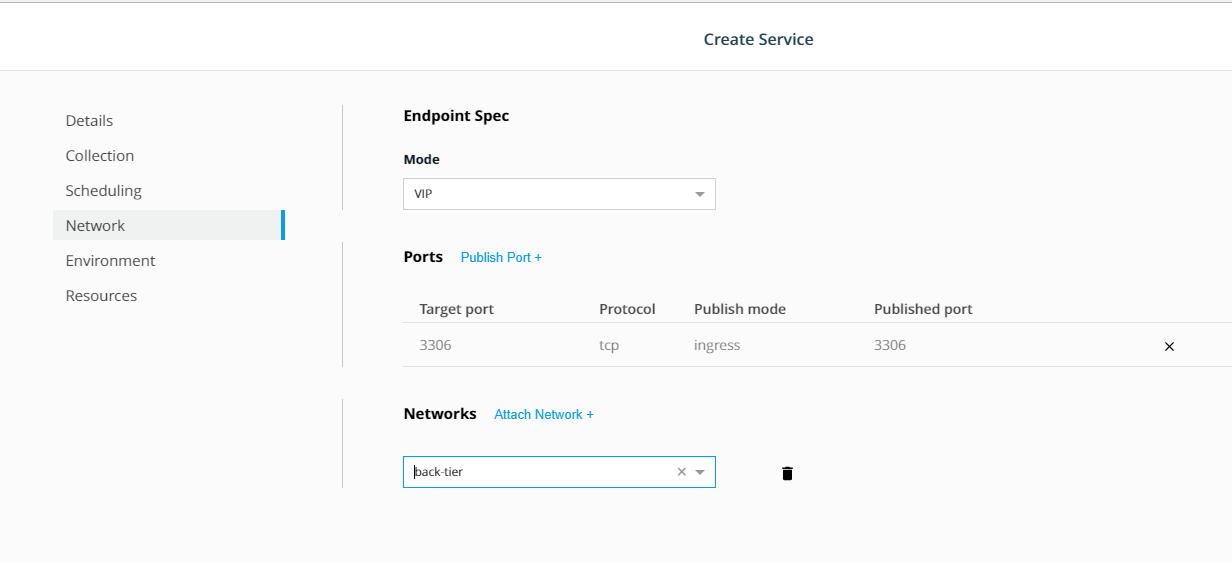 Create Service
Details
Collection
Scheduling
Network
Environment
Resources
Endpoint Spec
Mode
VIP
Ports Publish Port +
Target port Protocol Publish mode Published port
3306 tcp ingress 3306
Networks Attach Network +
back-tier